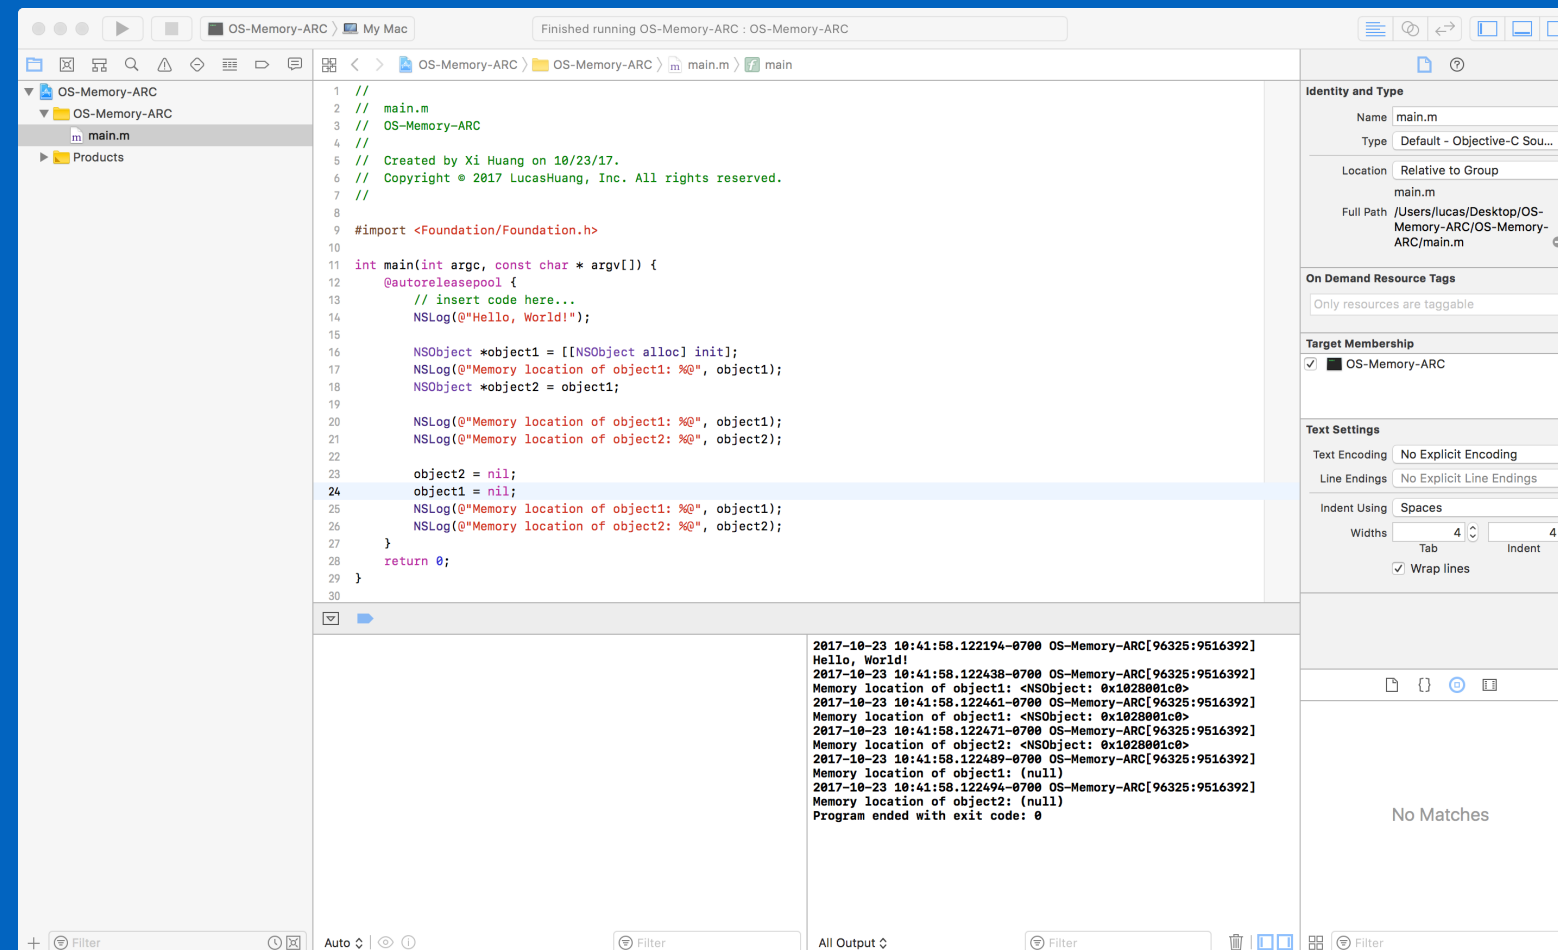 OS-Memory-ARC My Mac
Finished running OS-Memory-ARC : OS-Memory-ARC
OS-Memory-ARC
OS-Memory-ARC
main.m
Products
OS-Memory-ARC OS-Memory-ARC main.m main
1 //
2 //  main.m
3 //  OS-Memory-ARC
4 //
5 //  Created by Xi Huang on 10/23/17.
6 //  Copyright © 2017 LucasHuang, Inc. All rights reserved.
7 //
8
9 #import <Foundation/Foundation.h>
10
11 int main(int argc, const char * argv[]) {
12     @autoreleasepool {
13         // insert code here...
14         NSLog(@"Hello, World!");
15
16         NSObject *object1 = [[NSObject alloc] init];
17         NSLog(@"Memory location of object1: %@", object1);
18         NSObject *object2 = object1;
19
20         NSLog(@"Memory location of object1: %@", object1);
21         NSLog(@"Memory location of object2: %@", object2);
22
23         object2 = nil;
24         object1 = nil;
25         NSLog(@"Memory location of object1: %@", object1);
26         NSLog(@"Memory location of object2: %@", object2);
27     }
28     return 0;
29 }
30
2017-10-23 10:41:58.122194-0700 OS-Memory-ARC[96325:9516392]
Hello, World!
2017-10-23 10:41:58.122438-0700 OS-Memory-ARC[96325:9516392]
Memory location of object1: <NSObject: 0x1028001c0>
2017-10-23 10:41:58.122461-0700 OS-Memory-ARC[96325:9516392]
Memory location of object1: <NSObject: 0x1028001c0>
2017-10-23 10:41:58.122471-0700 OS-Memory-ARC[96325:9516392]
Memory location of object2: <NSObject: 0x1028001c0>
2017-10-23 10:41:58.122489-0700 OS-Memory-ARC[96325:9516392]
Memory location of object1: (null)
2017-10-23 10:41:58.122494-0700 OS-Memory-ARC[96325:9516392]
Memory location of object2: (null)
Program ended with exit code: 0
Identity and Type
Name main.m
Type Default - Objective-C Sou...
Location Relative to Group
main.m
Full Path /Users/lucas/Desktop/OS-
Memory-ARC/OS-Memory-
ARC/main.m
On Demand Resource Tags
Only resources are taggable
Target Membership
OS-Memory-ARC
Text Settings
Text Encoding No Explicit Encoding
Line Endings No Explicit Line Endings
Indent Using Spaces
Widths 4 4
Tab Indent
Wrap lines
{}
No Matches
Filter Auto Filter All Output Filter Filter